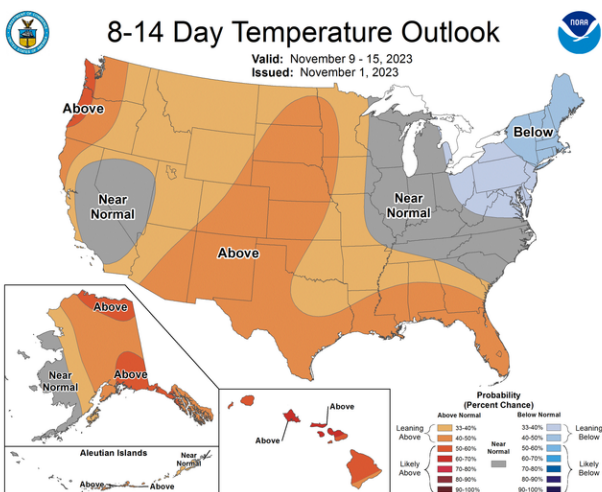 8-14 Day Temperature Outlook
Valid: November 9 - 15, 2023
Issued: November 1, 2023
NOAA
Above
Below
Near
Normal
Near
Normal
Above
Above
Near
Normal
Above
Aleutian Islands
Near
Normal
Above
Above
Above
Above
Probability
(Percent Chance)
Above Normal
Below Normal
Leaning
Above
33-40%
40-50%
Likely
Above
50-60%
60-70%
70-80%
80-90%
90-100%
Near
Normal
33-40%
40-50%
Leaning
Below
50-60%
60-70%
70-80%
80-90%
90-100%
Likely
Below